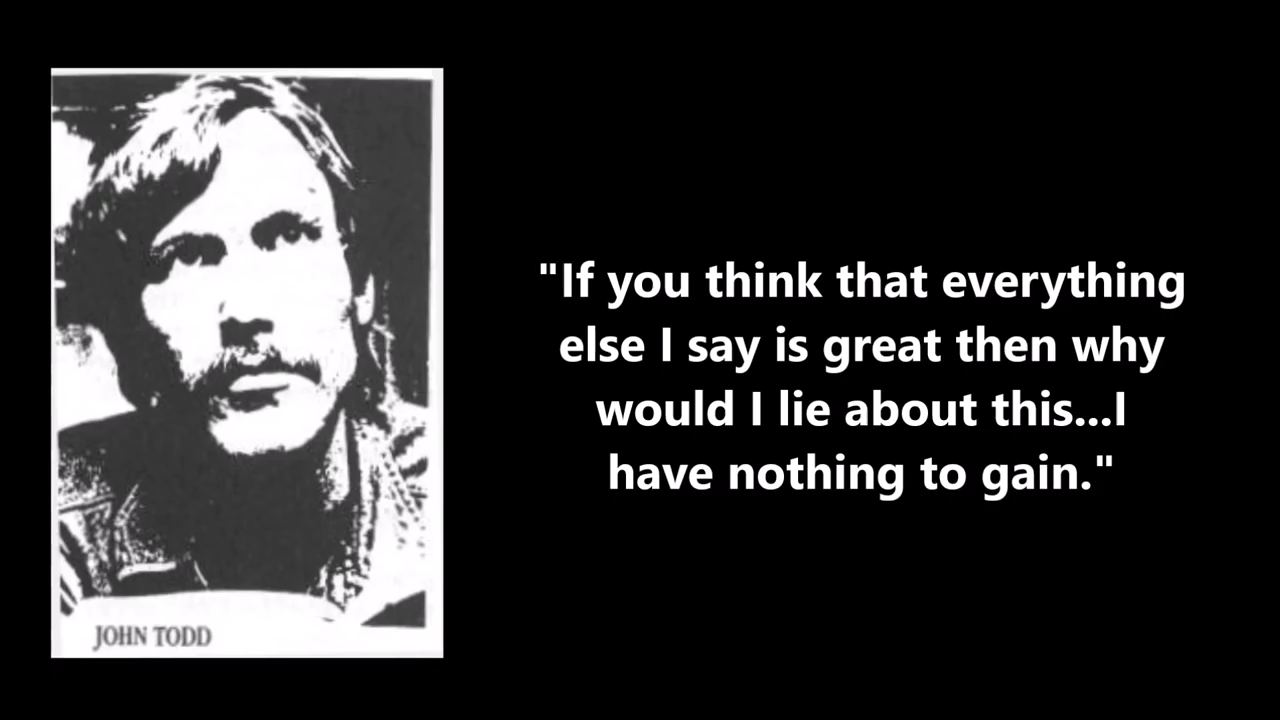 "If you think that everything
else I say is great then why
would I lie about this...I
have nothing to gain."
JOHN TODD